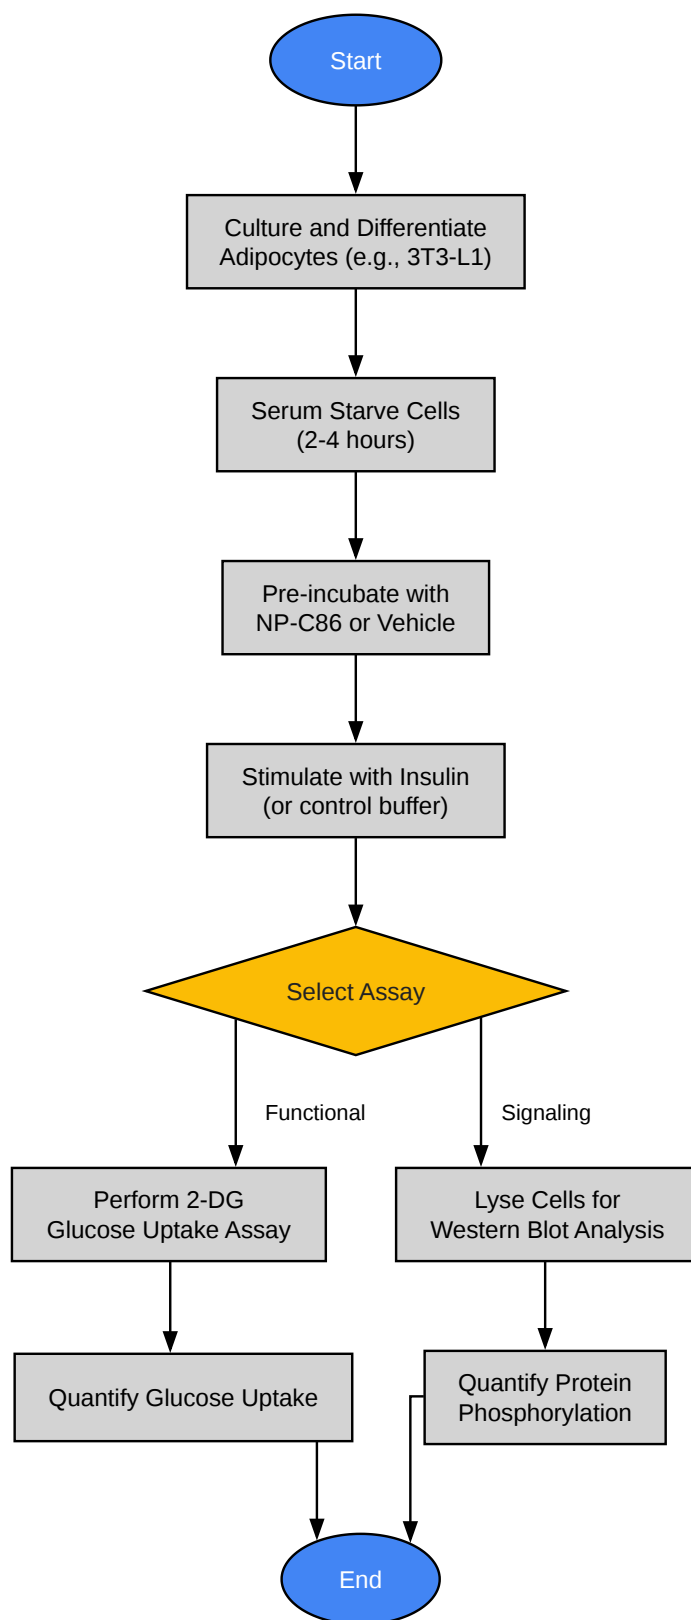 Start
Culture and Differentiate
Adipocytes (e.g., 3T3-L1)
Serum Starve Cells
(2-4 hours)
Pre-incubate with
NP-C86 or Vehicle
Stimulate with Insulin
(or control buffer)
Select Assay
Functional
Signaling
Perform 2-DG
Glucose Uptake Assay
Lyse Cells for
Western Blot Analysis
Quantify Glucose Uptake
Quantify Protein
Phosphorylation
End